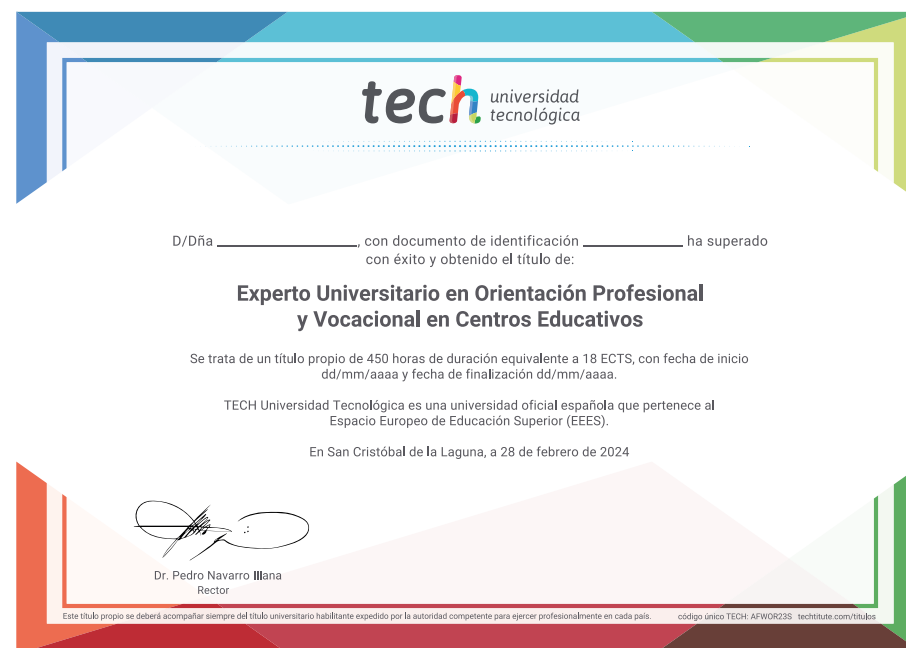 tech universidad
tecnológica
D/Dña ____________, con documento de identificación ____________ ha superado
con éxito y obtenido el título de:
Experto Universitario en Orientación Profesional
y Vocacional en Centros Educativos
Se trata de un título propio de 450 horas de duración equivalente a 18 ECTS, con fecha de inicio
dd/mm/aaaa y fecha de finalización dd/mm/aaaa.
TECH Universidad Tecnológica es una universidad oficial española que pertenece al
Espacio Europeo de Educación Superior (EEES).
En San Cristóbal de la Laguna, a 28 de febrero de 2024
Dr. Pedro Navarro Illana
Rector
Este título propio se deberá acompañar siempre del título universitario habilitante expedido por la autoridad competente para ejercer profesionalmente en cada país. código único TECH: AFWOR23S techtitute.com/titulos